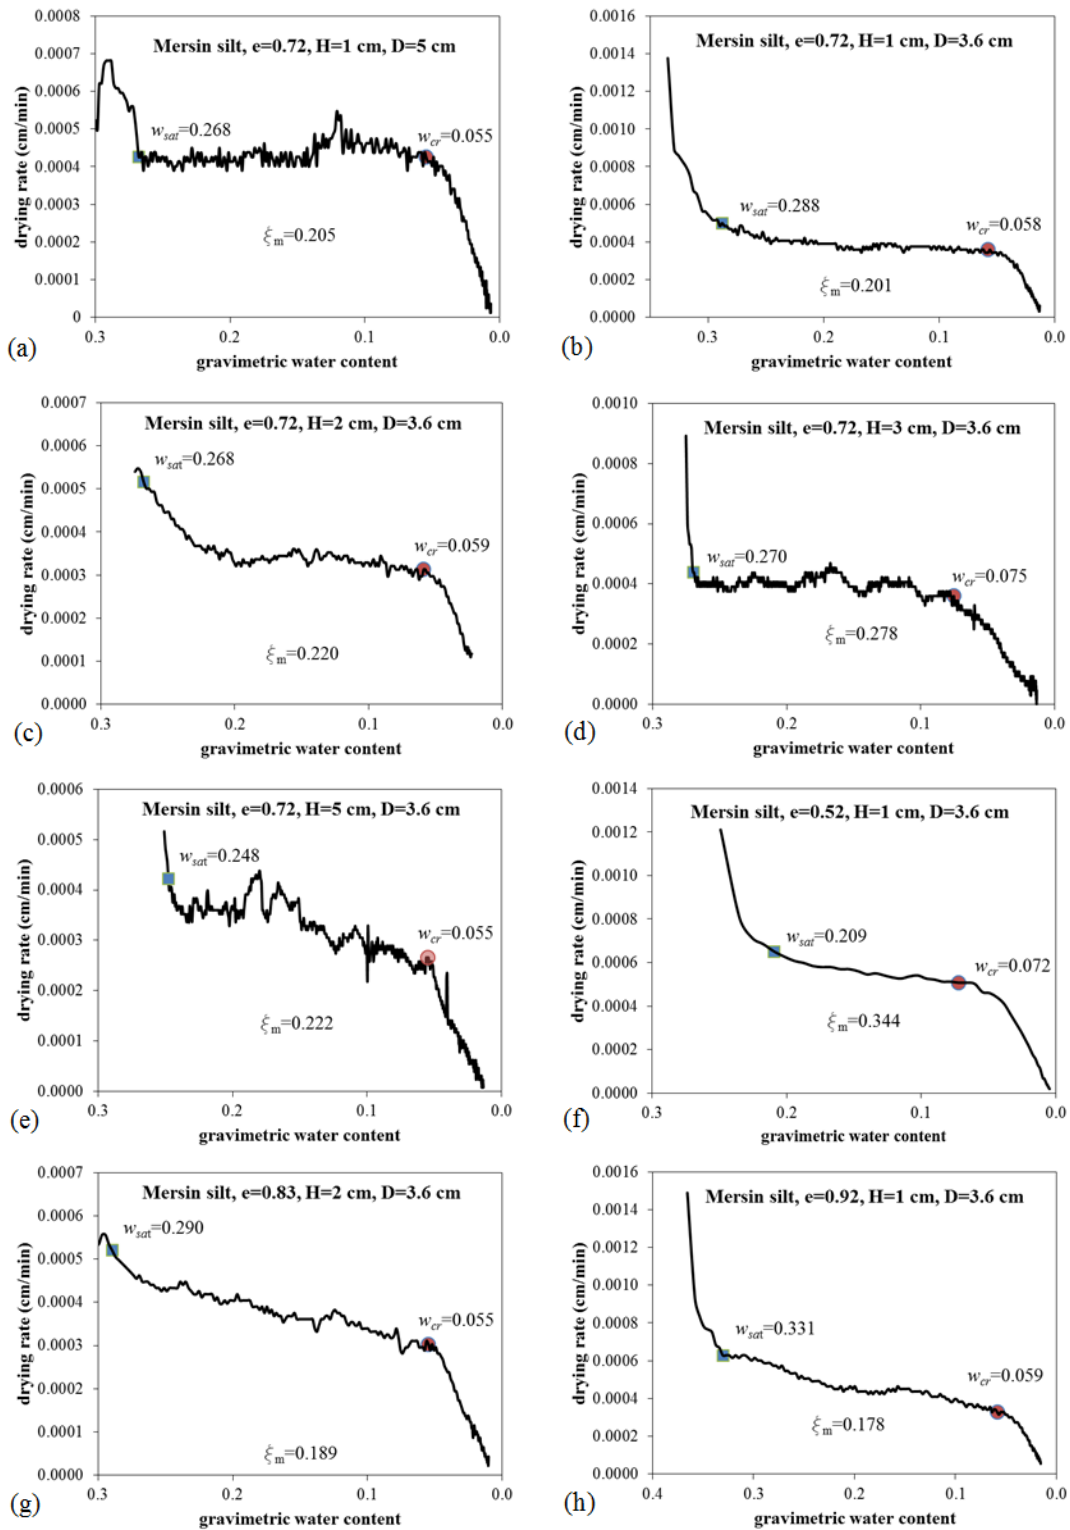 Mersin silt, e=0.72, H=1 cm, D=5 cm
drying rate (cm/min)
0.0008
0.0007
0.0006
0.0005
0.0004
0.0003
0.0002
0.0001
0
wsat=0.268
wcr=0.055
ξm=0.205
0.3 0.2 0.1 0.0
gravimetric water content
(a)
Mersin silt, e=0.72, H=1 cm, D=3.6 cm
drying rate (cm/min)
0.0016
0.0014
0.0012
0.0010
0.0008
0.0006
0.0004
0.0002
0.0000
wsat=0.288
wcr=0.058
ξm=0.201
0.3 0.2 0.1 0.0
gravimetric water content
(b)
Mersin silt, e=0.72, H=2 cm, D=3.6 cm
drying rate (cm/min)
0.0007
0.0006
0.0005
0.0004
0.0003
0.0002
0.0001
0.0000
wsat=0.268
wcr=0.059
ξm=0.220
0.3 0.2 0.1 0.0
gravimetric water content
(c)
Mersin silt, e=0.72, H=3 cm, D=3.6 cm
drying rate (cm/min)
0.0010
0.0008
0.0006
0.0004
0.0002
0.0000
wsat=0.270
wcr=0.075
ξm=0.278
0.3 0.2 0.1 0.0
gravimetric water content
(d)
Mersin silt, e=0.72, H=5 cm, D=3.6 cm
drying rate (cm/min)
0.0006
0.0005
0.0004
0.0003
0.0002
0.0001
0.0000
wsat=0.248
wcr=0.055
ξm=0.222
0.3 0.2 0.1 0.0
gravimetric water content
(e)
Mersin silt, e=0.52, H=1 cm, D=3.6 cm
drying rate (cm/min)
0.0014
0.0012
0.0010
0.0008
0.0006
0.0004
0.0002
0.0000
wsat=0.209
wcr=0.072
ξm=0.344
0.3 0.2 0.1 0.0
gravimetric water content
(f)
Mersin silt, e=0.83, H=2 cm, D=3.6 cm
drying rate (cm/min)
0.0007
0.0006
0.0005
0.0004
0.0003
0.0002
0.0001
0.0000
wsat=0.290
wcr=0.055
ξm=0.189
0.3 0.2 0.1 0.0
gravimetric water content
(g)
Mersin silt, e=0.92, H=1 cm, D=3.6 cm
drying rate (cm/min)
0.0016
0.0014
0.0012
0.0010
0.0008
0.0006
0.0004
0.0002
0.0000
wsat=0.331
wcr=0.059
ξm=0.178
0.4 0.3 0.2 0.1 0.0
gravimetric water content
(h)